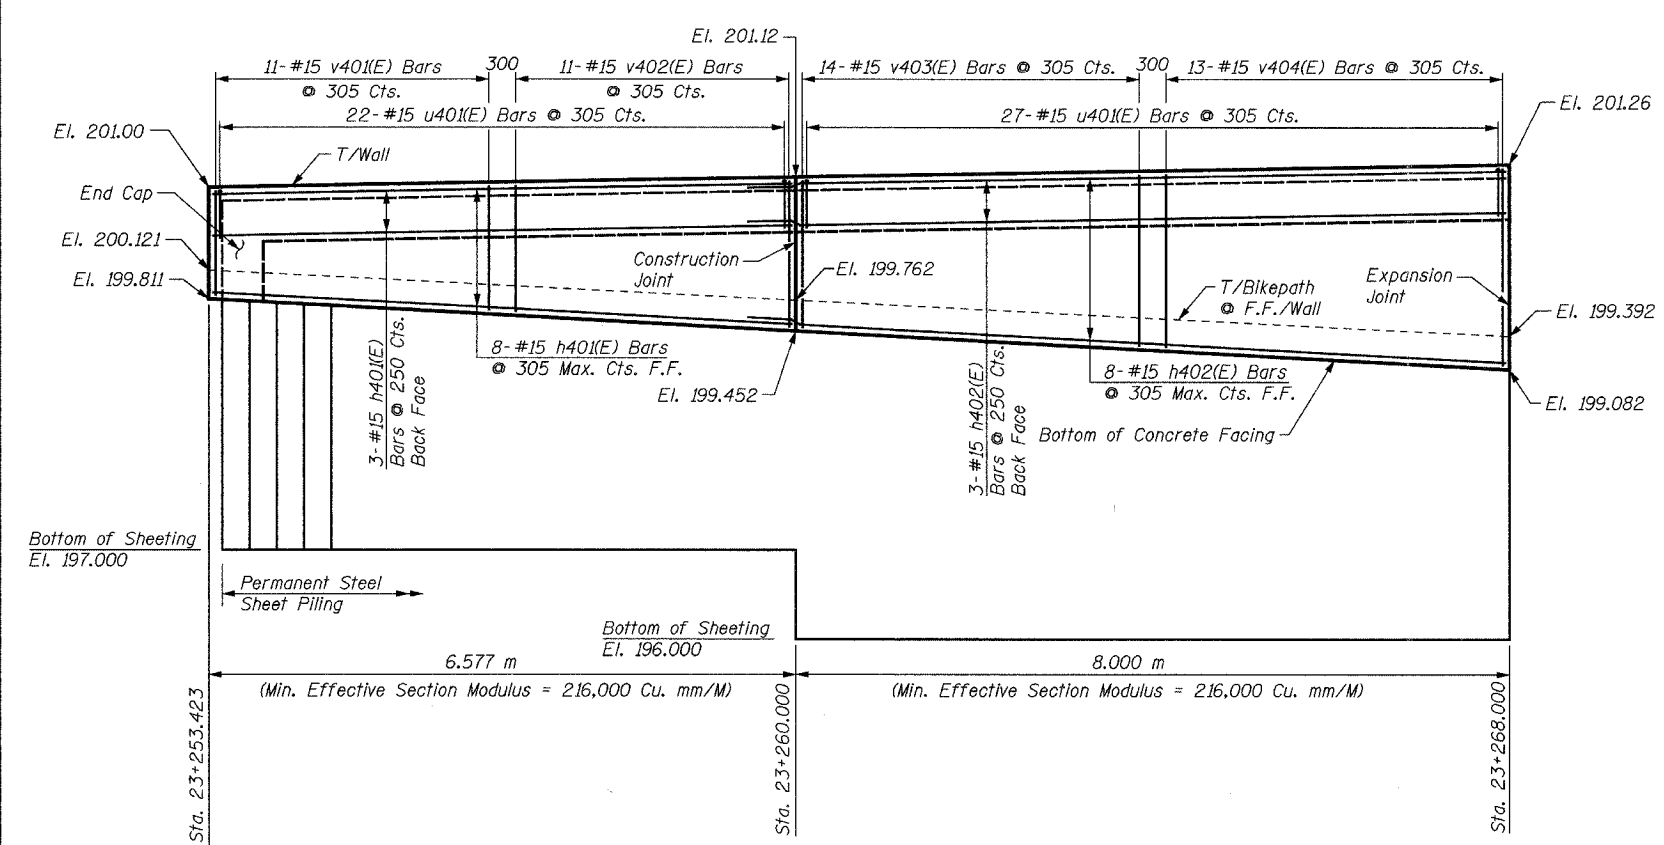 El. 201.12
11-#15 v401(E) Bars
@ 305 Cts.
300
11-#15 v402(E) Bars
@ 305 Cts.
14-#15 v403(E) Bars @ 305 Cts.
300
13-#15 v404(E) Bars @ 305 Cts.
22-#15 u401(E) Bars @ 305 Cts.
27-#15 u401(E) Bars @ 305 Cts.
El. 201.26
El. 201.00
T/Wall
End Cap
El. 200.121
El. 199.811
Construction
Joint
El. 199.762
T/Bikepath
@ F.F./Wall
Expansion
Joint
El. 199.392
3-#15 h401(E)
Bars @ 250 Cts.
Back Face
8-#15 h401(E) Bars
@ 305 Max. Cts. F.F.
El. 199.452
3-#15 h402(E)
Bars @ 250 Cts.
Back Face
8-#15 h402(E) Bars
@ 305 Max. Cts. F.F.
El. 199.082
Bottom of Concrete Facing
Bottom of Sheeting
El. 197.000
Permanent Steel
Sheet Piling
Bottom of Sheeting
El. 196.000
6.577 m
(Min. Effective Section Modulus = 216,000 Cu. mm/M)
8.000 m
(Min. Effective Section Modulus = 216,000 Cu. mm/M)
Sta. 23+253.423
Sta. 23+260.000
Sta. 23+268.000